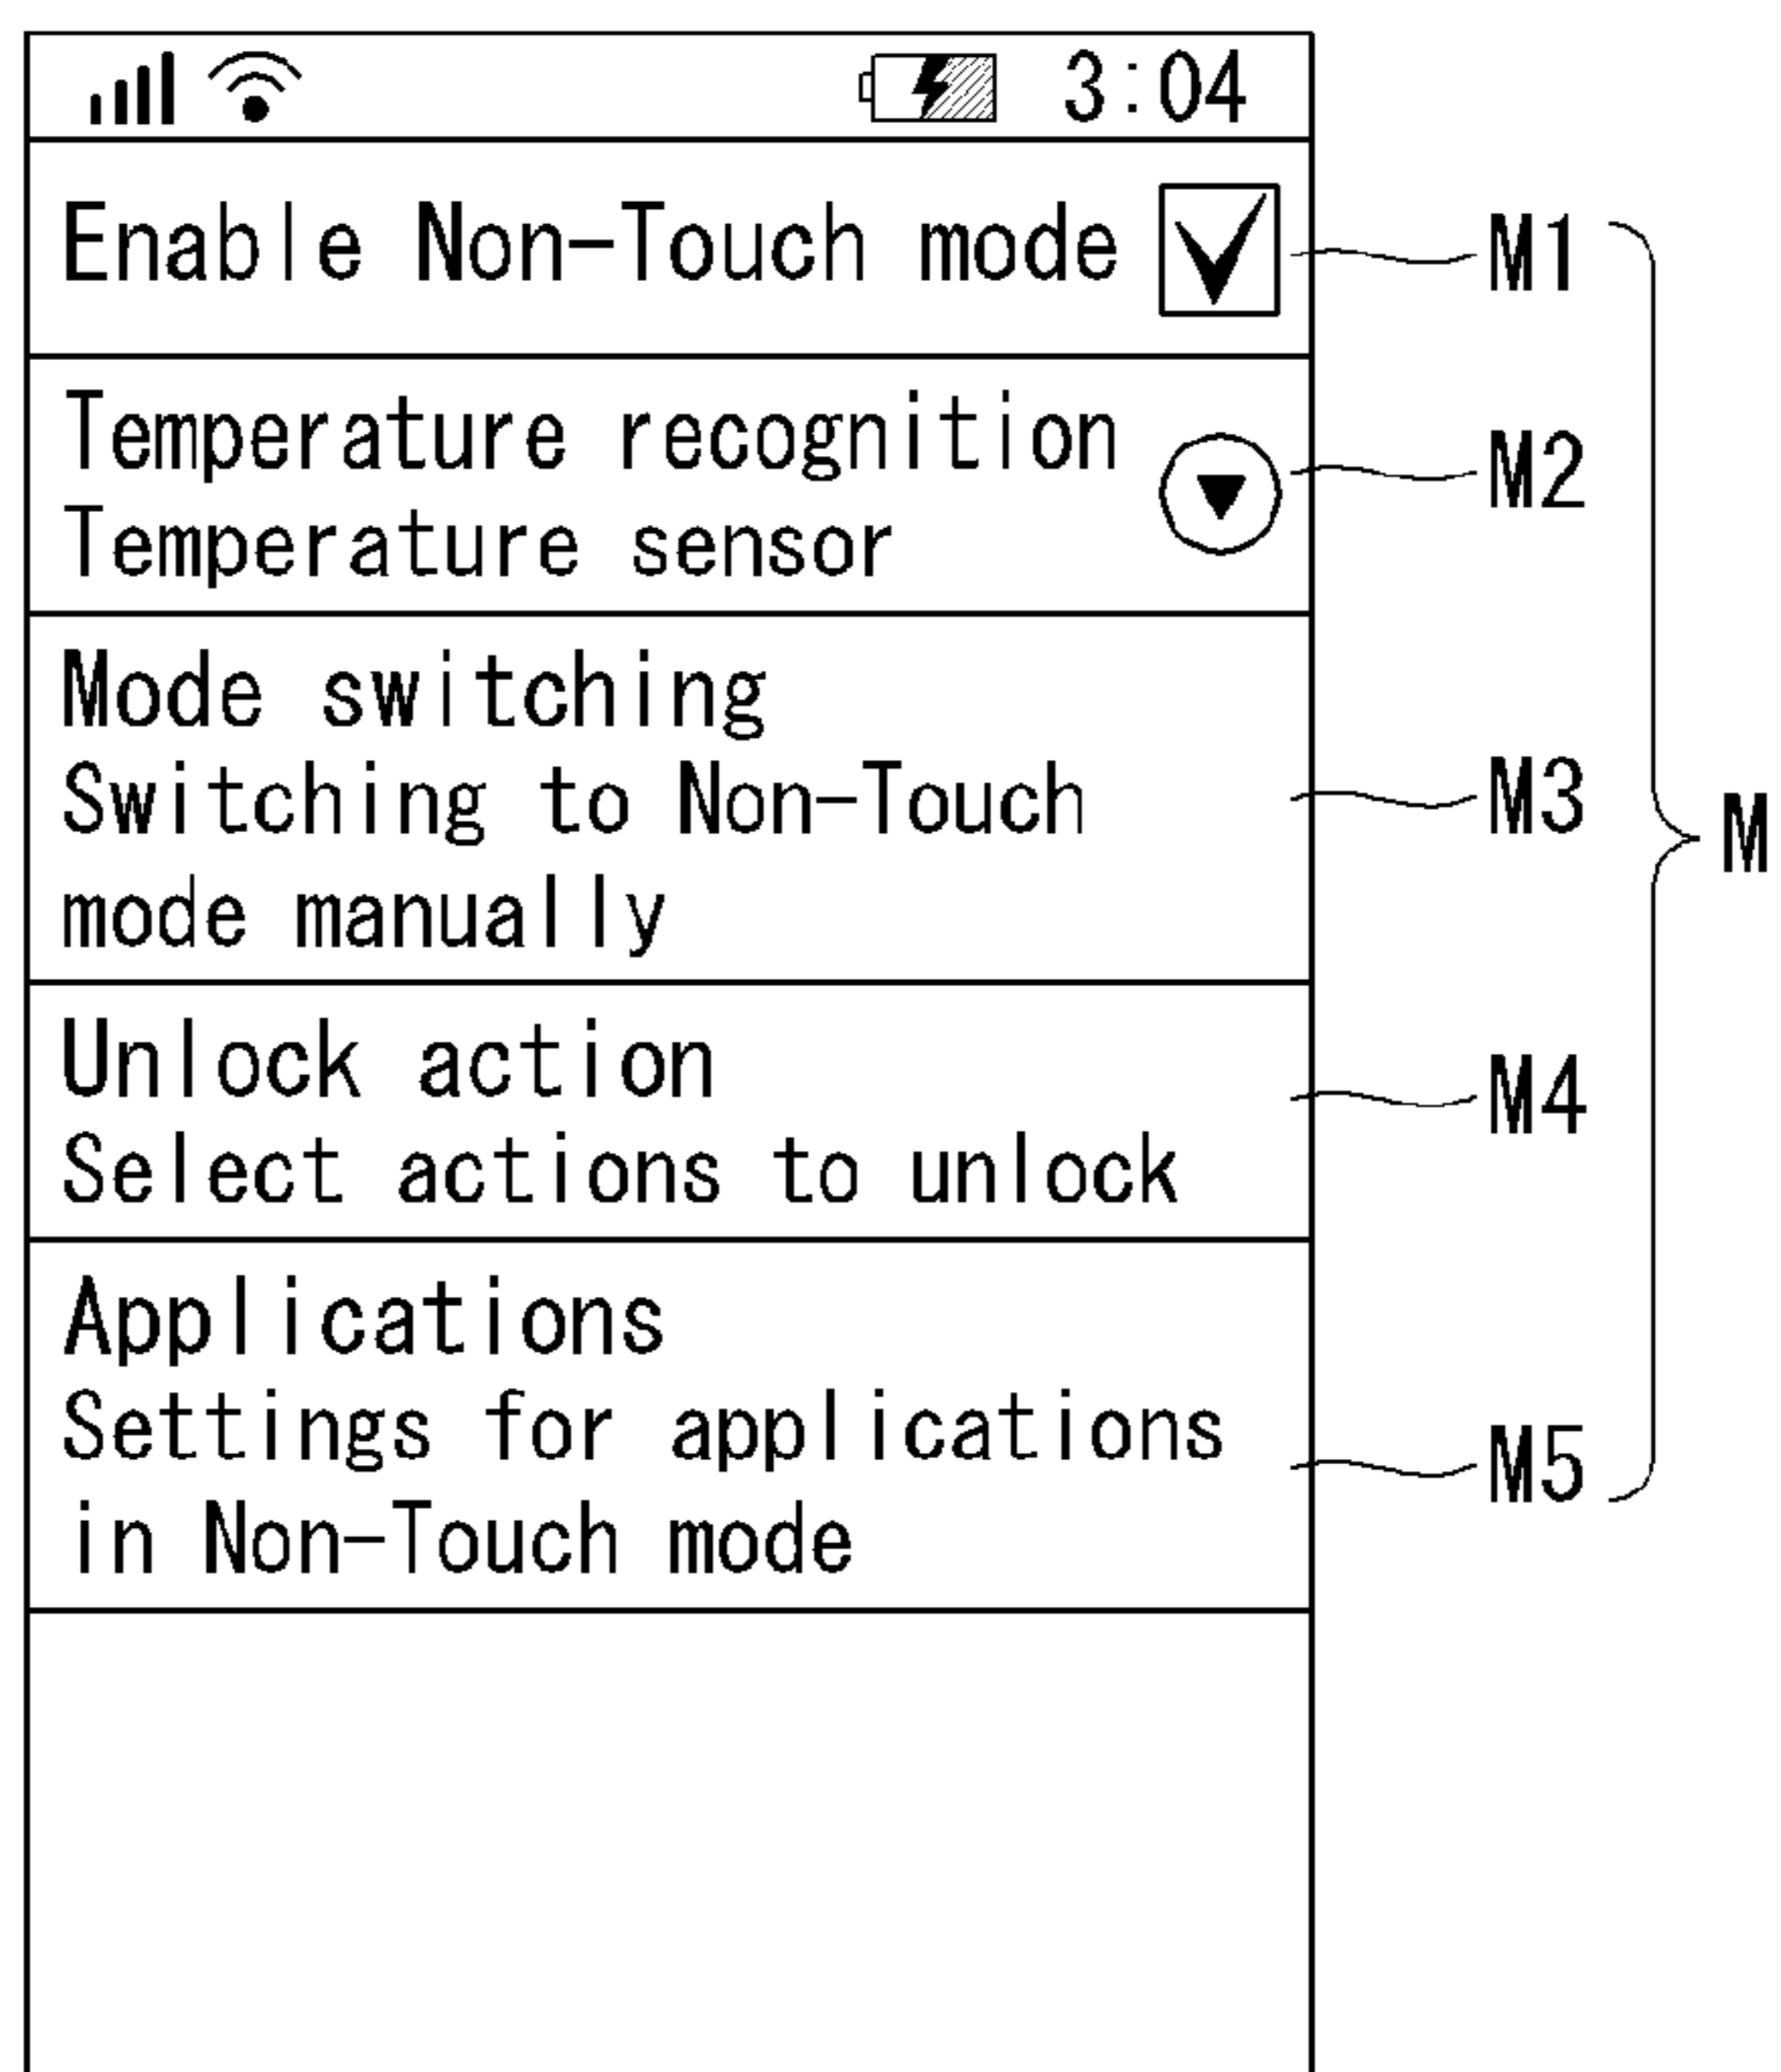 3:04
Enable Non-Touch mode
M1
Temperature recognition
M2
Temperature sensor
Mode switching
Switching to Non-Touch
M3
mode manually
M
Unlock action
M4
Select actions to unlock
Applications
Settings for applications
M5
in Non-Touch mode